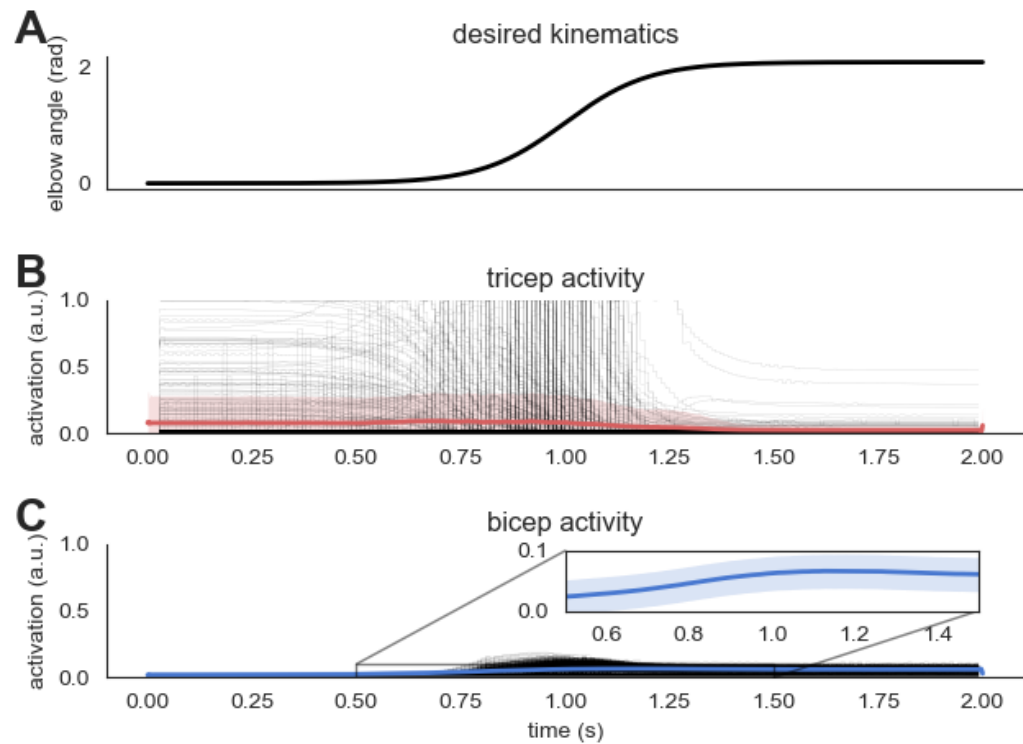 A
desired kinematics
elbow angle (rad)
2
0
B
tricep activity
activation (a.u.)
1.0
0.5
0.0
0.00 0.25 0.50 0.75 1.00 1.25 1.50 1.75 2.00
C
bicep activity
activation (a.u.)
1.0
0.5
0.0
0.1
0.0
0.6 0.8 1.0 1.2 1.4
0.00 0.25 0.50 0.75 1.00 1.25 1.50 1.75 2.00
time (s)